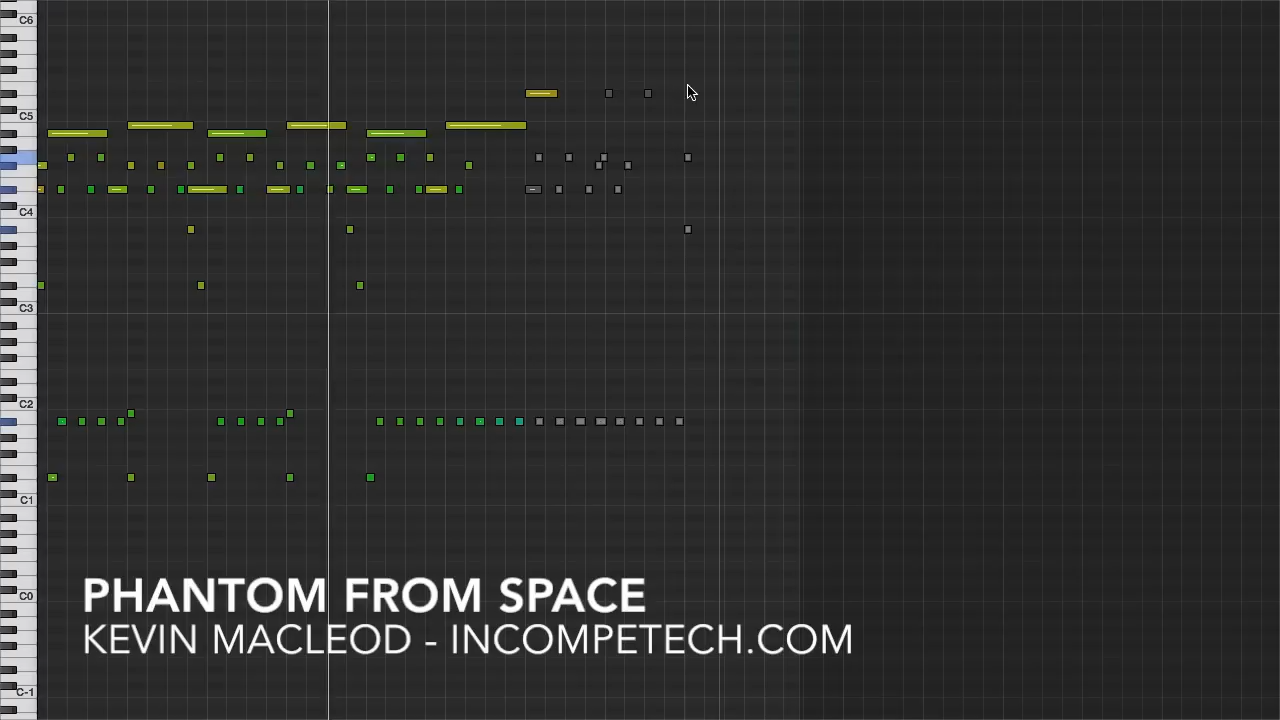 C6
C5
C4
C3
C2
C1
C0
PHANTOM FROM SPACE
KEVIN MACLEOD - INCOMPETECH.COM
C-1